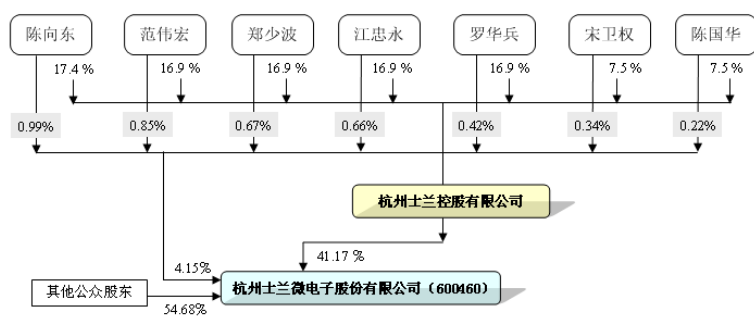 陈向东 范伟宏 郑少波 江忠永 罗华兵 宋卫权 陈国华
17.4 % 16.9 % 16.9 % 16.9 % 16.9 % 7.5 % 7.5 %
0.99% 0.85% 0.67% 0.66% 0.42% 0.34% 0.22%
杭州士兰控股有限公司
41.17 %
4.15%
其他公众股东
杭州士兰微电子股份有限公司（600460）
54.68%